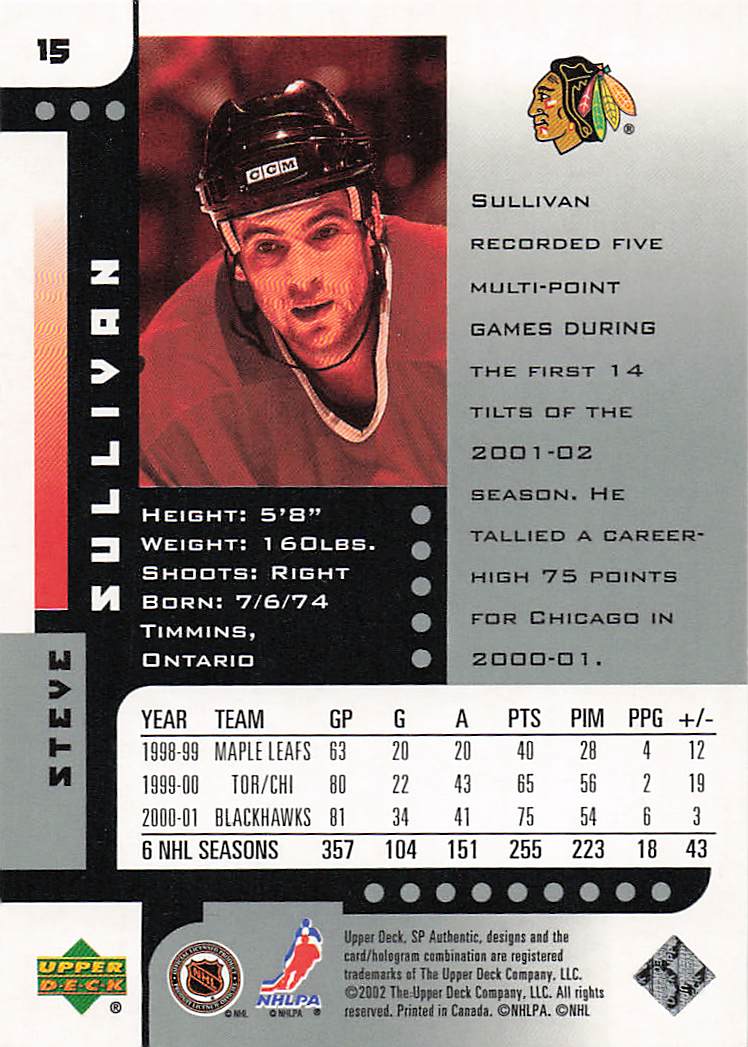 15
STEVE
SULLIVAN
CCM
®
SULLIVAN
RECORDED FIVE
MULTI-POINT
GAMES DURING
THE FIRST 14
TILTS OF THE
2001-02
SEASON. HE
TALLIED A CAREER-
HIGH 75 POINTS
FOR CHICAGO IN
2000-01.
HEIGHT: 5'8"
WEIGHT: 160LBS.
SHOOTS: RIGHT
BORN: 7/6/74
TIMMINS,
ONTARIO
YEAR TEAM GP G A PTS PIM PPG +/-
1998-99 MAPLE LEAFS 63 20 20 40 28 4 12
1999-00 TOR/CHI 80 22 43 65 56 2 19
2000-01 BLACKHAWKS 81 34 41 75 54 6 3
6 NHL SEASONS 357 104 151 255 223 18 43
UPPER
DECK
®
NHL
© NHL
NHLPA
© NHLPA ®
Upper Deck, SP Authentic, designs and the
card/hologram combination are registered
trademarks of The Upper Deck Company, LLC.
©2002 The Upper Deck Company, LLC. All rights
reserved. Printed in Canada. ©NHLPA. ©NHL